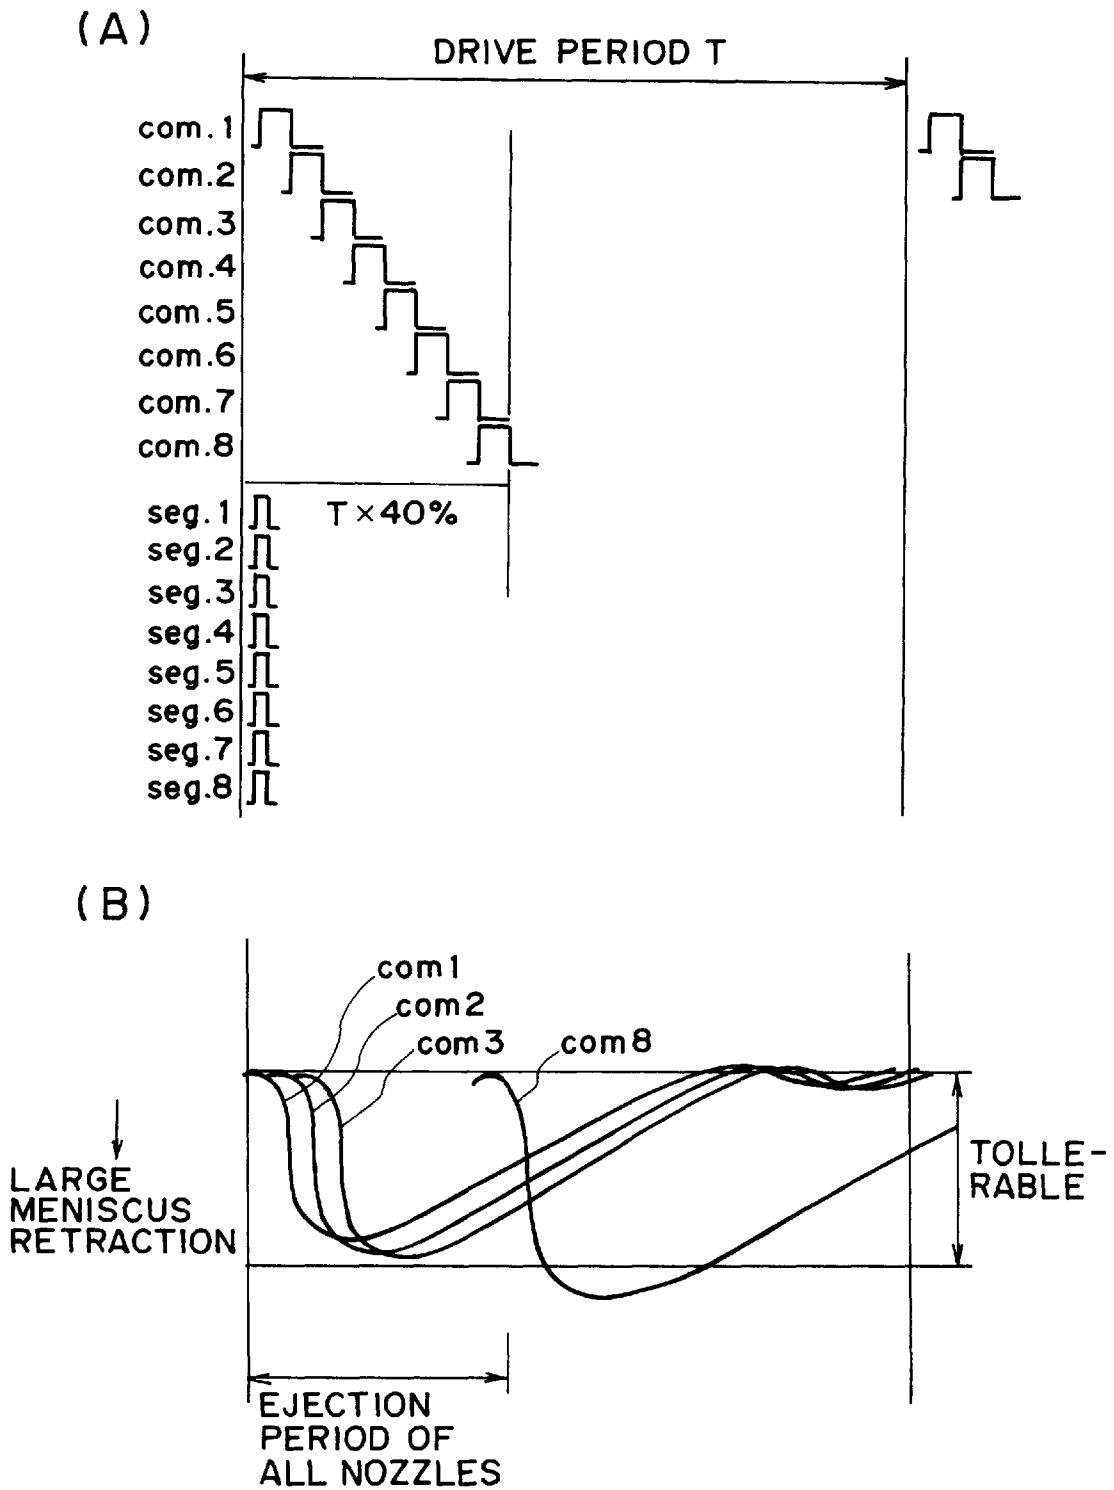 (A)
DRIVE PERIOD T
com.1
com.2
com.3
com.4
com.5
com.6
com.7
com.8
T×40%
seg.1
seg.2
seg.3
seg.4
seg.5
seg.6
seg.7
seg.8
(B)
com1
com2
com3
com8
LARGE
MENISCUS
RETRACTION
TOLLE-
RABLE
EJECTION
PERIOD OF
ALL NOZZLES